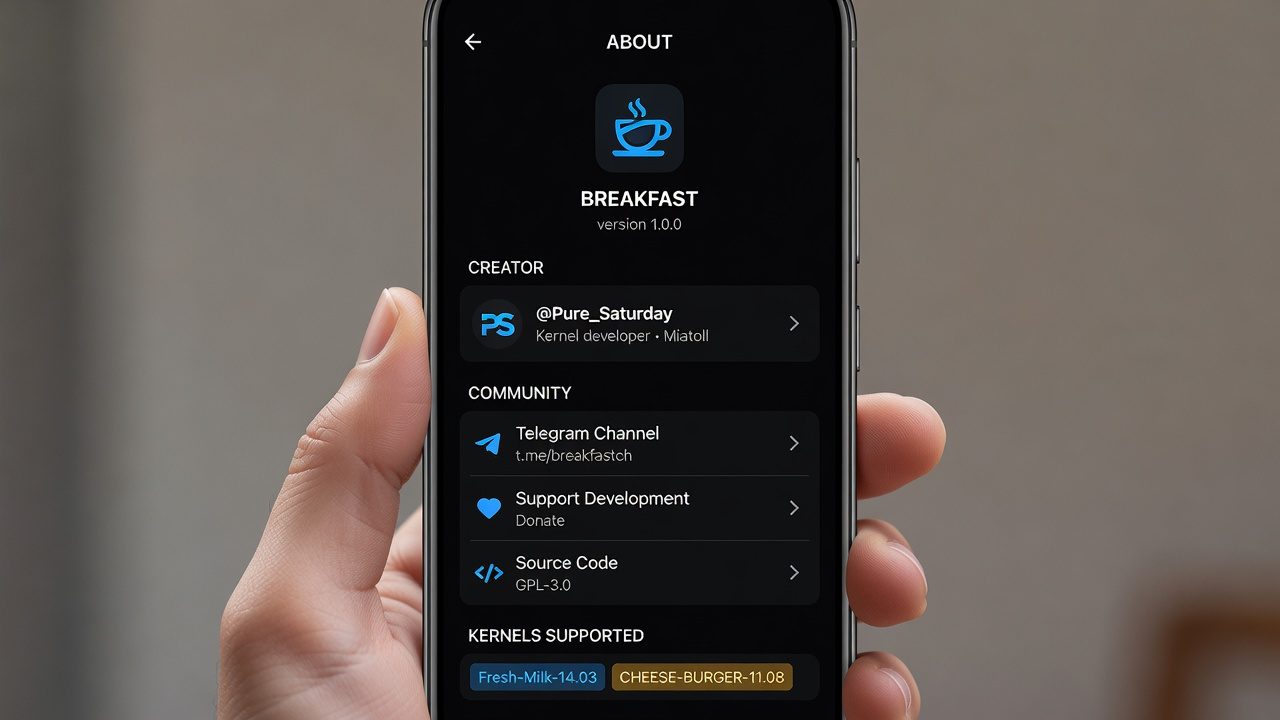 ABOUT
BREAKFAST
version 1.0.0
CREATOR
PS
@Pure_Saturday
Kernel developer • Miatoll
COMMUNITY
Telegram Channel
t.me/breakfastch
Support Development
Donate
</>
Source Code
GPL-3.0
KERNELS SUPPORTED
Fresh-Milk-14.03 CHEESE-BURGER-11.08